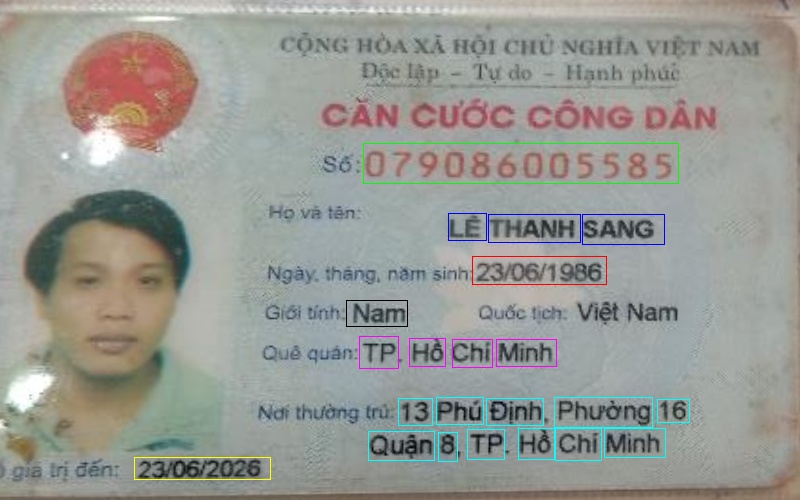 CỘNG HÒA XÃ HỘI CHỦ NGHĨA VIỆT NAM
Độc lập - Tự do - Hạnh phúc
CĂN CƯỚC CÔNG DÂN
Số: 079086005585
Họ và tên: LÊ THANH SANG
Ngày, tháng, năm sinh: 23/06/1986
Giới tính: Nam Quốc tịch: Việt Nam
Quê quán: TP. Hồ Chí Minh
Nơi thường trú: 13 Phú Định, Phường 16
Quận 8, TP. Hồ Chí Minh
giá trị đến: 23/06/2026